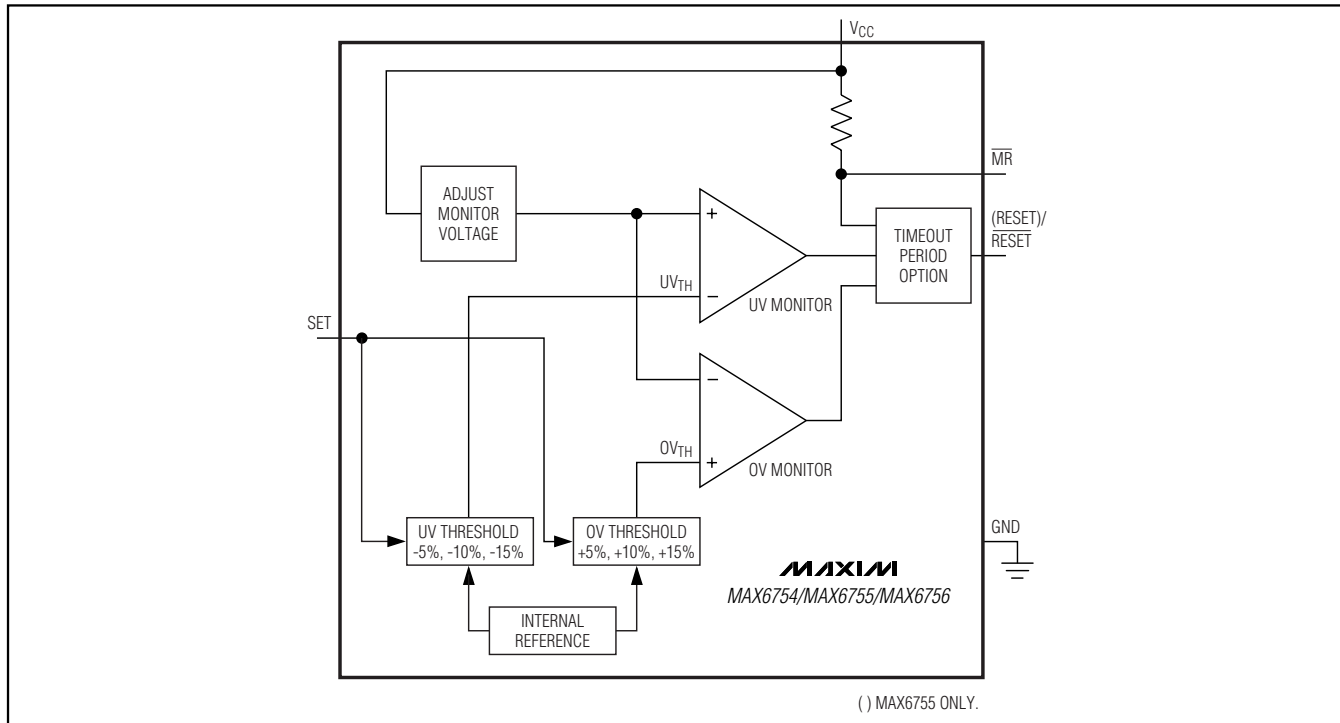 VCC
MR
ADJUST
MONITOR
VOLTAGE
+
(RESET)/
RESET
TIMEOUT
PERIOD
OPTION
UVTH
−
UV MONITOR
SET
−
OVTH
+
OV MONITOR
UV THRESHOLD
-5%, -10%, -15%
OV THRESHOLD
+5%, +10%, +15%
GND
MAXIM
MAX6754/MAX6755/MAX6756
INTERNAL
REFERENCE
( ) MAX6755 ONLY.